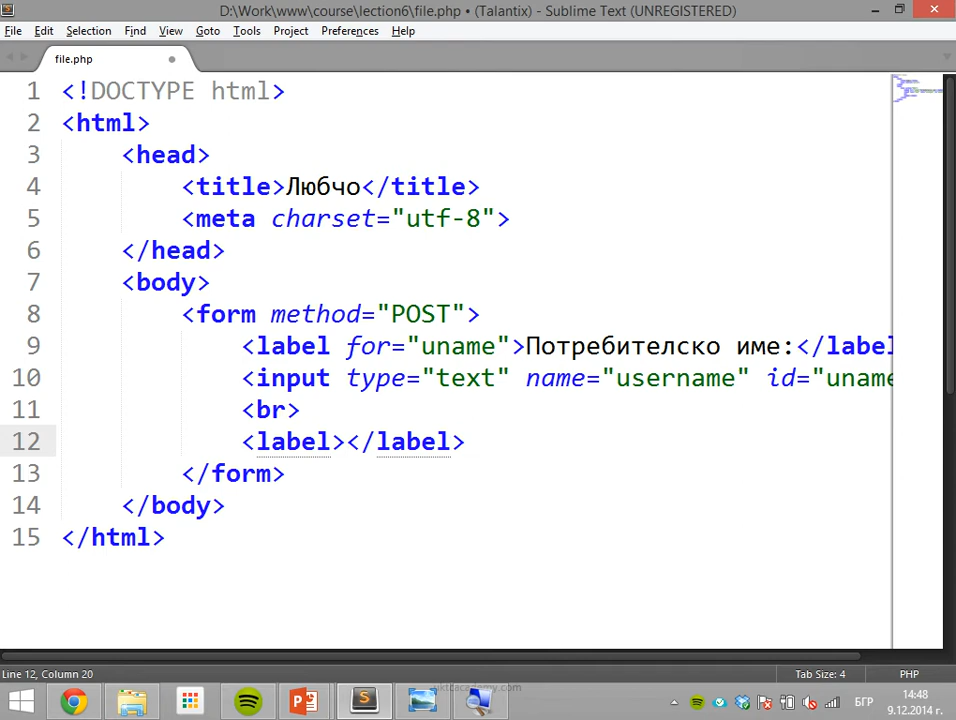 D:\Work\www\course\lection6\file.php • (Talantix) - Sublime Text (UNREGISTERED)
File Edit Selection Find View Goto Tools Project Preferences Help
file.php
1 <!DOCTYPE html>
2 <html>
3 <head>
4 <title>Любчо</title>
5 <meta charset="utf-8">
6 </head>
7 <body>
8 <form method="POST">
9 <label for="uname">Потребителско име:</label
10 <input type="text" name="username" id="uname
11 <br>
12 <label></label>
13 </form>
14 </body>
15 </html>
Line 12, Column 20 Tab Size: 4 PHP
БГР 14:48
9.12.2014 г.